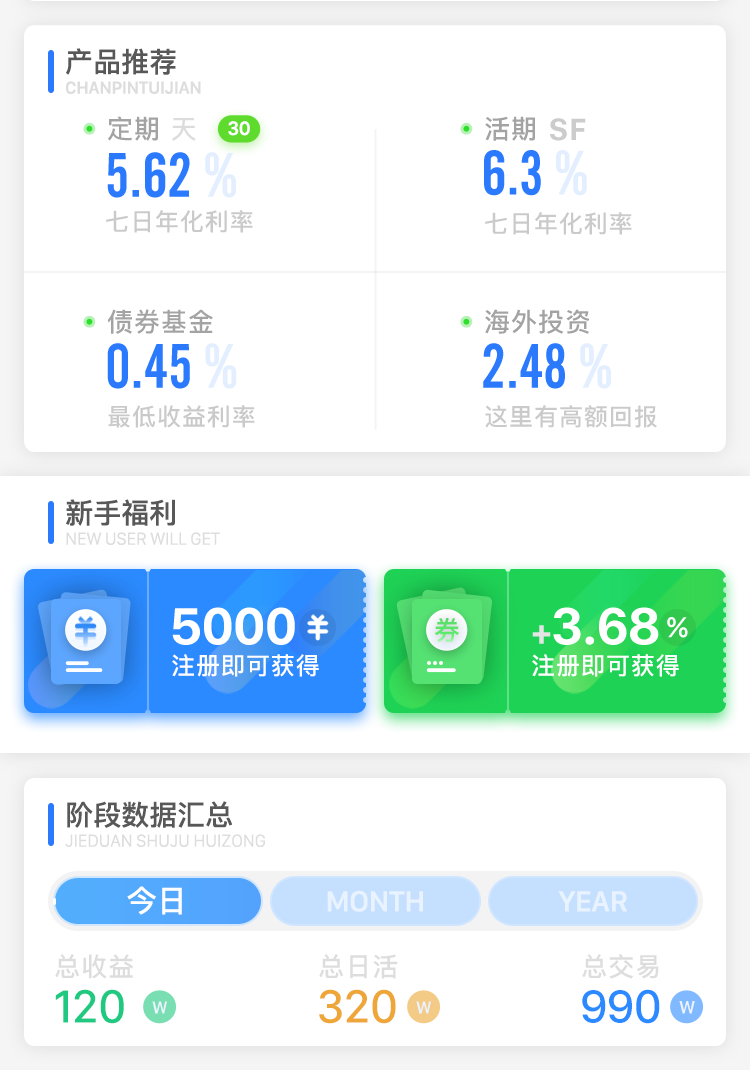 产品推荐
CHANPINTUIJIAN
定期 天 30
5.62 %
七日年化利率
活期 SF
6.3 %
七日年化利率
债券基金
0.45 %
最低收益利率
海外投资
2.48 %
这里有高额回报
新手福利
NEW USER WILL GET
¥
5000 ¥
注册即可获得
券
+3.68 %
注册即可获得
阶段数据汇总
JIEDUAN SHUJU HUIZONG
今日 MONTH YEAR
总收益
120 W
总日活
320 W
总交易
990 W